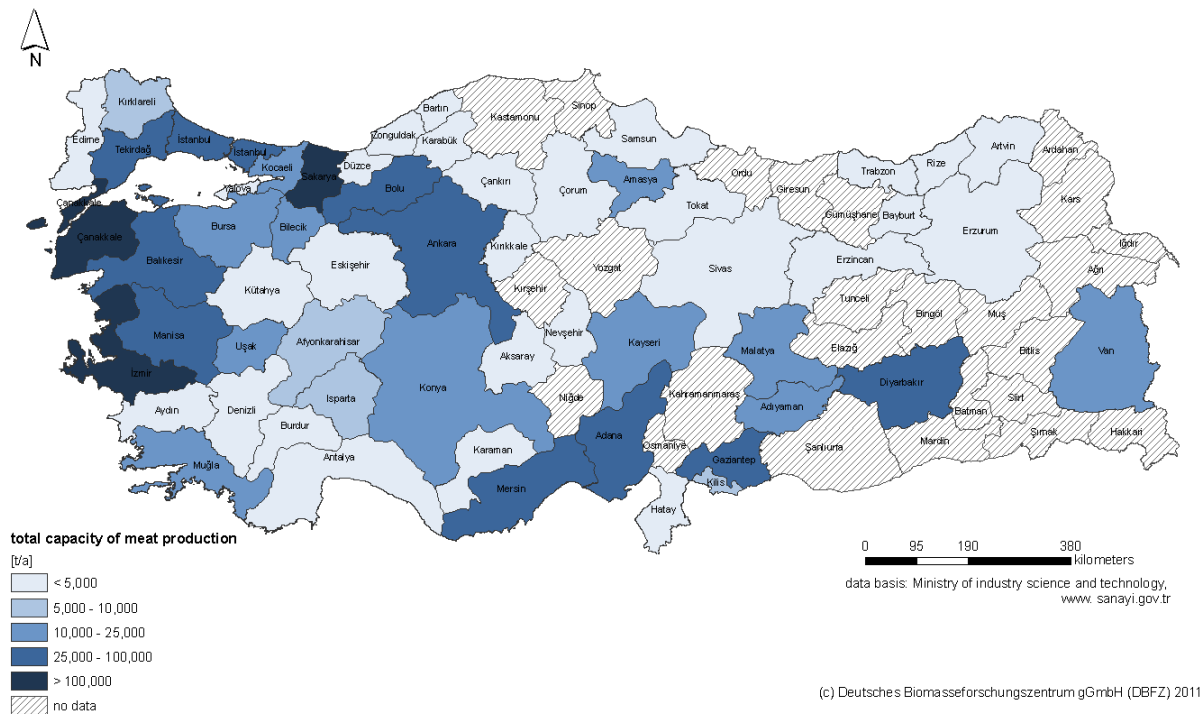 N
Kırklareli
Edirne
Tekirdağ
İstanbul
İstanbul
Kocaeli
Yalova
Sakarya
Düzce
Zonguldak
Bartın
Karabük
Kastamonu
Sinop
Samsun
Ordu
Giresun
Trabzon
Rize
Artvin
Ardahan
Kars
Gümüşhane
Bayburt
Erzurum
Iğdır
Ağrı
Çanakkale
Çanakkale
Balıkesir
Bursa
Bilecik
Bolu
Çankırı
Çorum
Amasya
Tokat
Ankara
Kırıkkale
Eskişehir
Kütahya
Kırşehir
Yozgat
Sivas
Erzincan
Tunceli
Bingöl
Muş
Bitlis
Van
Manisa
Uşak
Afyonkarahisar
İzmir
Aksaray
Nevşehir
Kayseri
Malatya
Elazığ
Diyarbakır
Batman
Siirt
Şırnak
Hakkari
Aydın
Denizli
Isparta
Burdur
Konya
Niğde
Kahramanmaraş
Adıyaman
Şanlıurfa
Mardin
Muğla
Antalya
Karaman
Mersin
Adana
Osmaniye
Gaziantep
Kilis
Hatay
total capacity of meat production
[t/a]
< 5,000
5,000 - 10,000
10,000 - 25,000
25,000 - 100,000
> 100,000
no data
0 95 190 380
kilometers
data basis: Ministry of industry science and technology,
www. sanayi.gov.tr
(c) Deutsches Biomasseforschungszentrum gGmbH (DBFZ) 2011